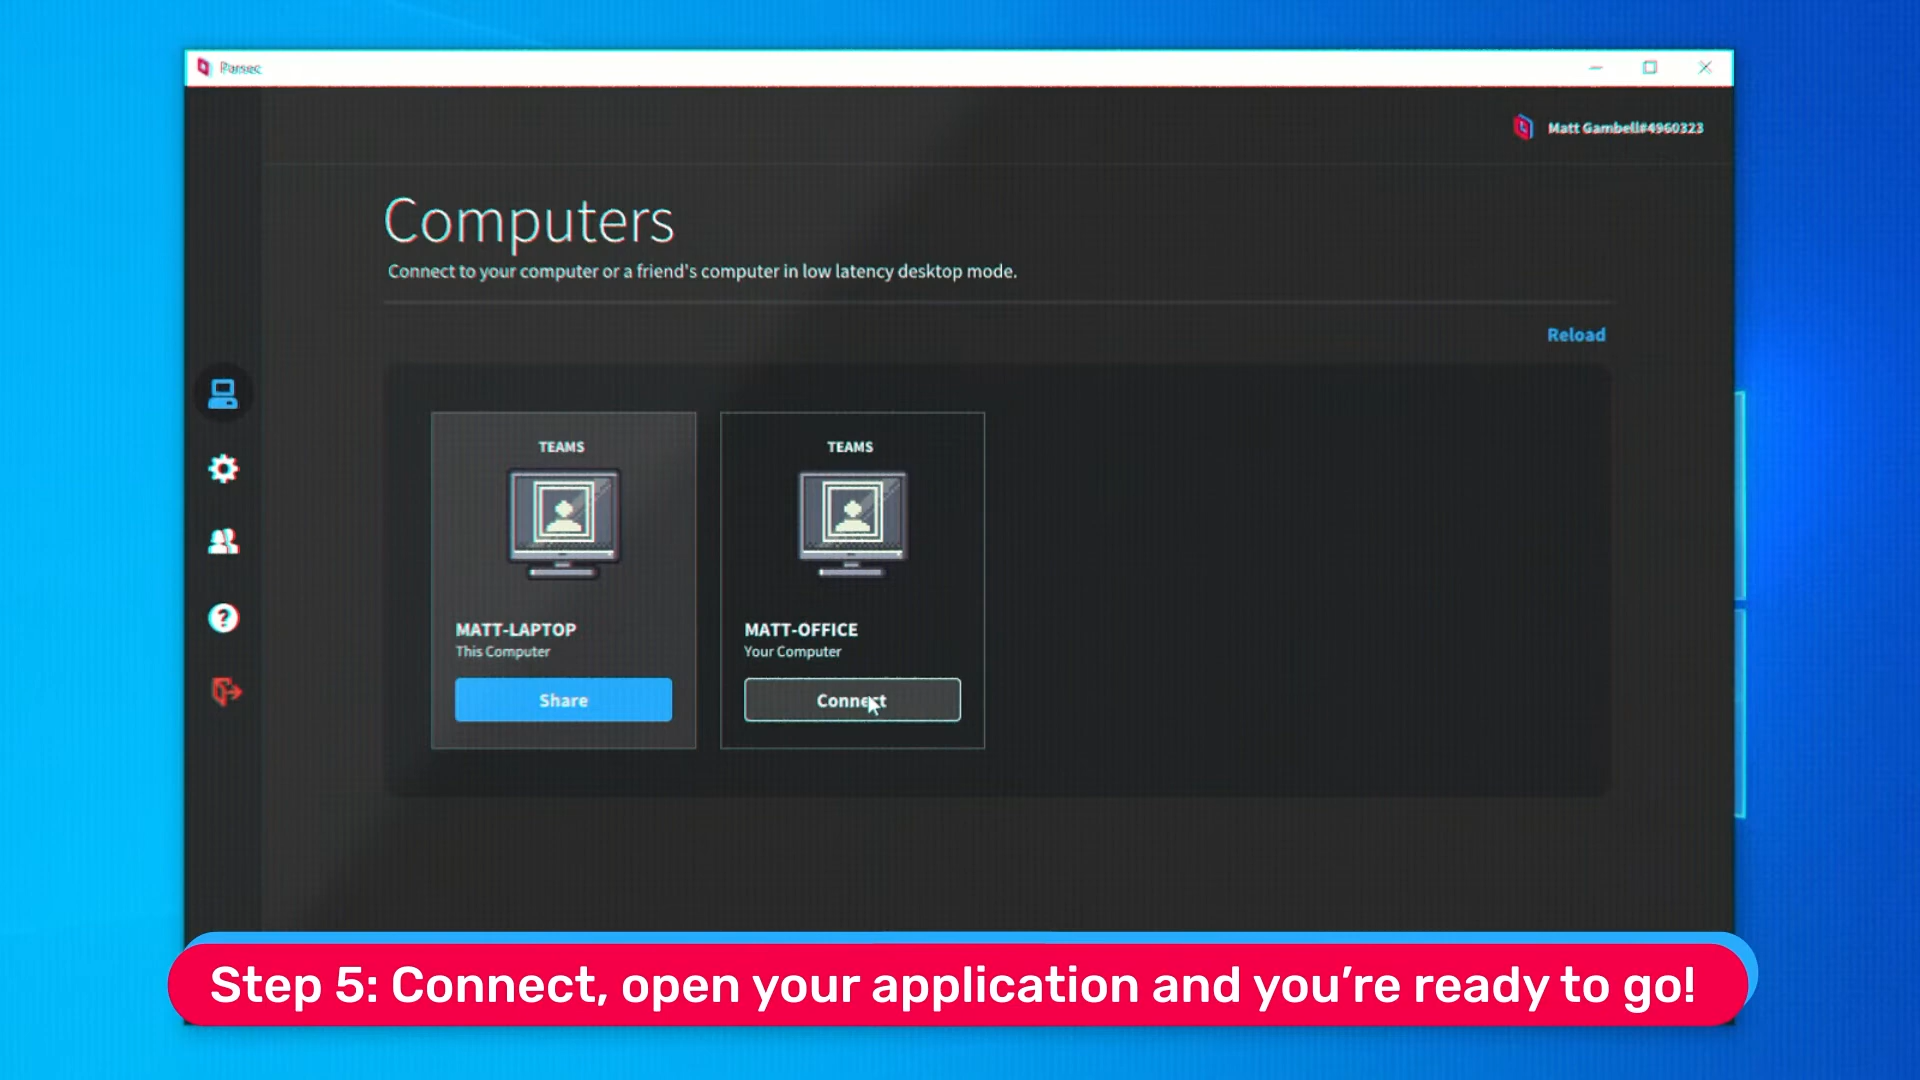 Parsec
Matt Gambell#4960323
Computers
Connect to your computer or a friend's computer in low latency desktop mode.
Reload
TEAMS
MATT-LAPTOP
This Computer
Share
TEAMS
MATT-OFFICE
Your Computer
Connect
Step 5: Connect, open your application and you’re ready to go!